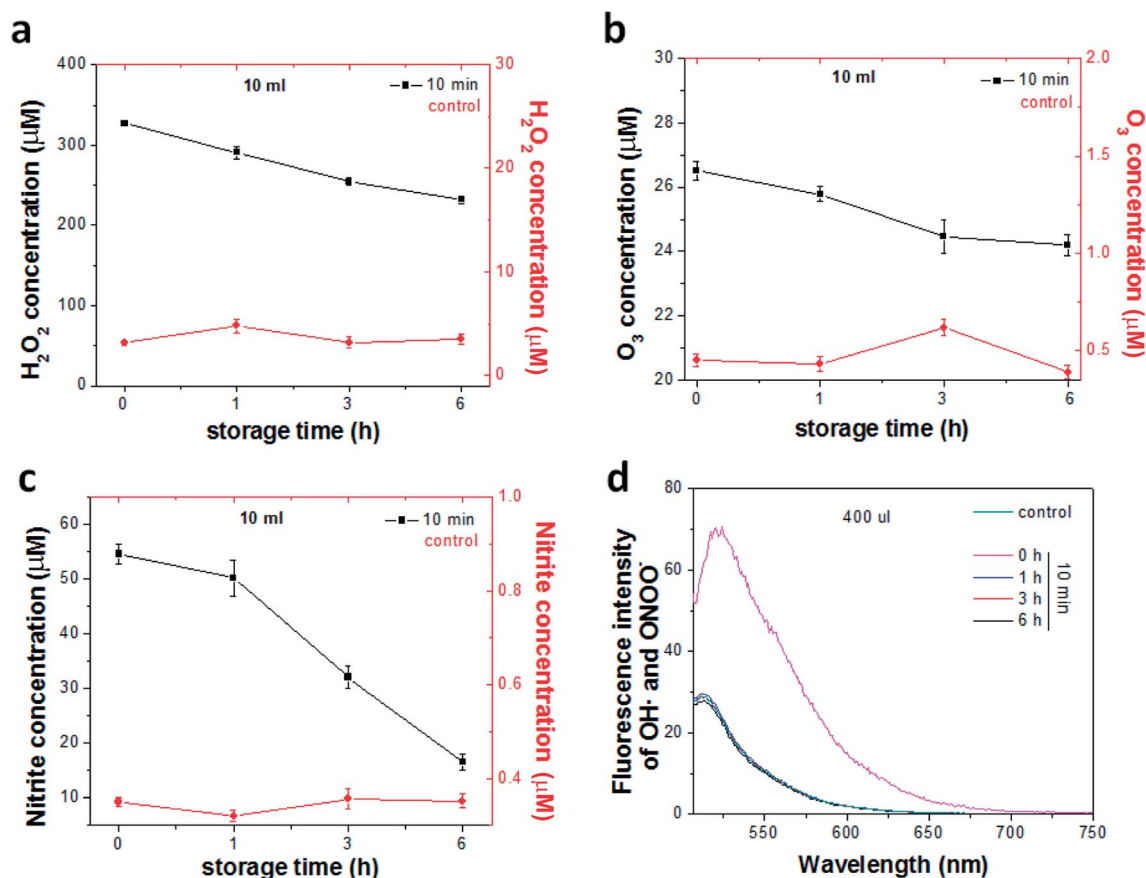 a
H₂O₂ concentration (μM)
400
300
200
100
50
0
10 ml
10 min
control
30
20
10
0
H₂O₂ concentration (μM)
0 1 3 6
storage time (h)
b
O₃ concentration (μM)
30
28
26
24
22
21
20
10 ml
10 min
control
2.0
1.5
1.0
0.5
O₃ concentration (μM)
0 1 3 6
storage time (h)
c
Nitrite concentration (μM)
60
50
40
30
20
10
10 ml
10 min
control
1.0
0.8
0.6
0.4
Nitrite concentration (μM)
0 1 3 6
storage time (h)
d
Fluorescence intensity
of OH· and ONOO⁻
80
70
60
50
40
30
20
10
0
400 ul
control
0 h
1 h
3 h
6 h
10 min
550 600 650 700 750
Wavelength (nm)